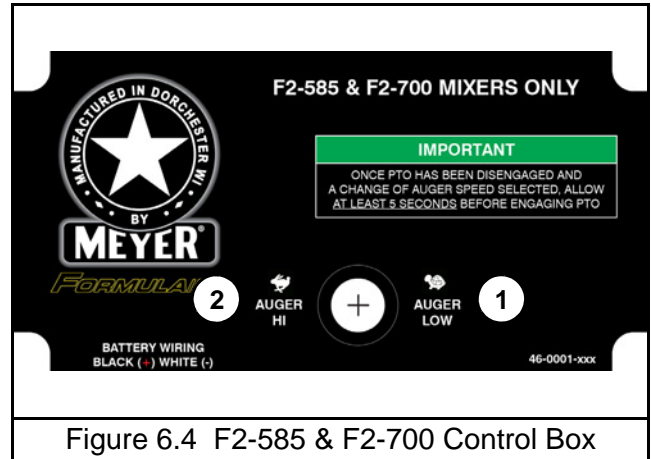 MANUFACTURED IN DORCHESTER WI
BY
MEYER®
FORMULA
F2-585 & F2-700 MIXERS ONLY
IMPORTANT
ONCE PTO HAS BEEN DISENGAGED AND
A CHANGE OF AUGER SPEED SELECTED, ALLOW
AT LEAST 5 SECONDS BEFORE ENGAGING PTO
2
AUGER
HI
AUGER
LOW
1
BATTERY WIRING
BLACK (+) WHITE (-)
46-0001-xxx
Figure 6.4 F2-585 & F2-700 Control Box